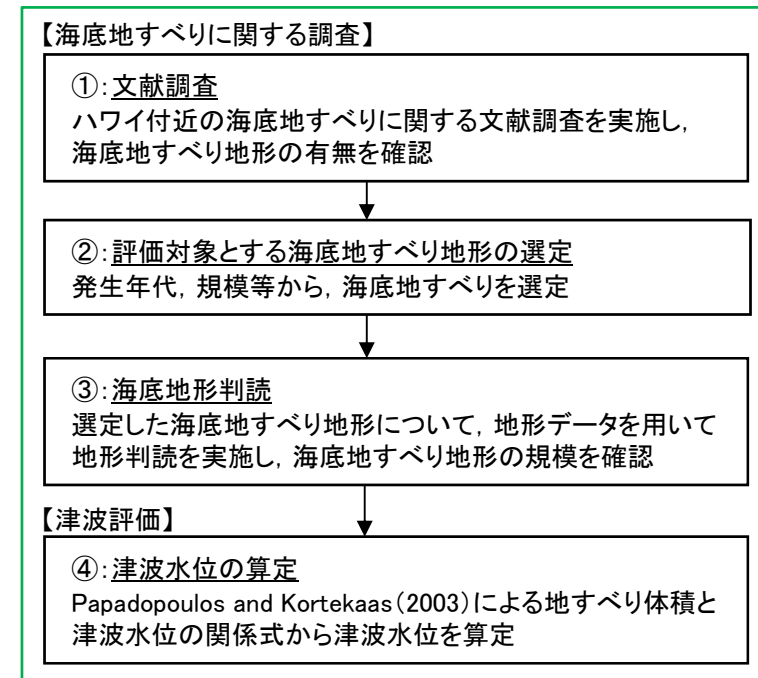 【海底地すべりに関する調査】
①：文献調査
ハワイ付近の海底地すべりに関する文献調査を実施し，
海底地すべり地形の有無を確認
②：評価対象とする海底地すべり地形の選定
発生年代，規模等から，海底地すべりを選定
③：海底地形判読
選定した海底地すべり地形について，地形データを用いて
地形判読を実施し，海底地すべり地形の規模を確認
【津波評価】
④：津波水位の算定
Papadopoulos and Kortekaas（2003）による地すべり体積と
津波水位の関係式から津波水位を算定